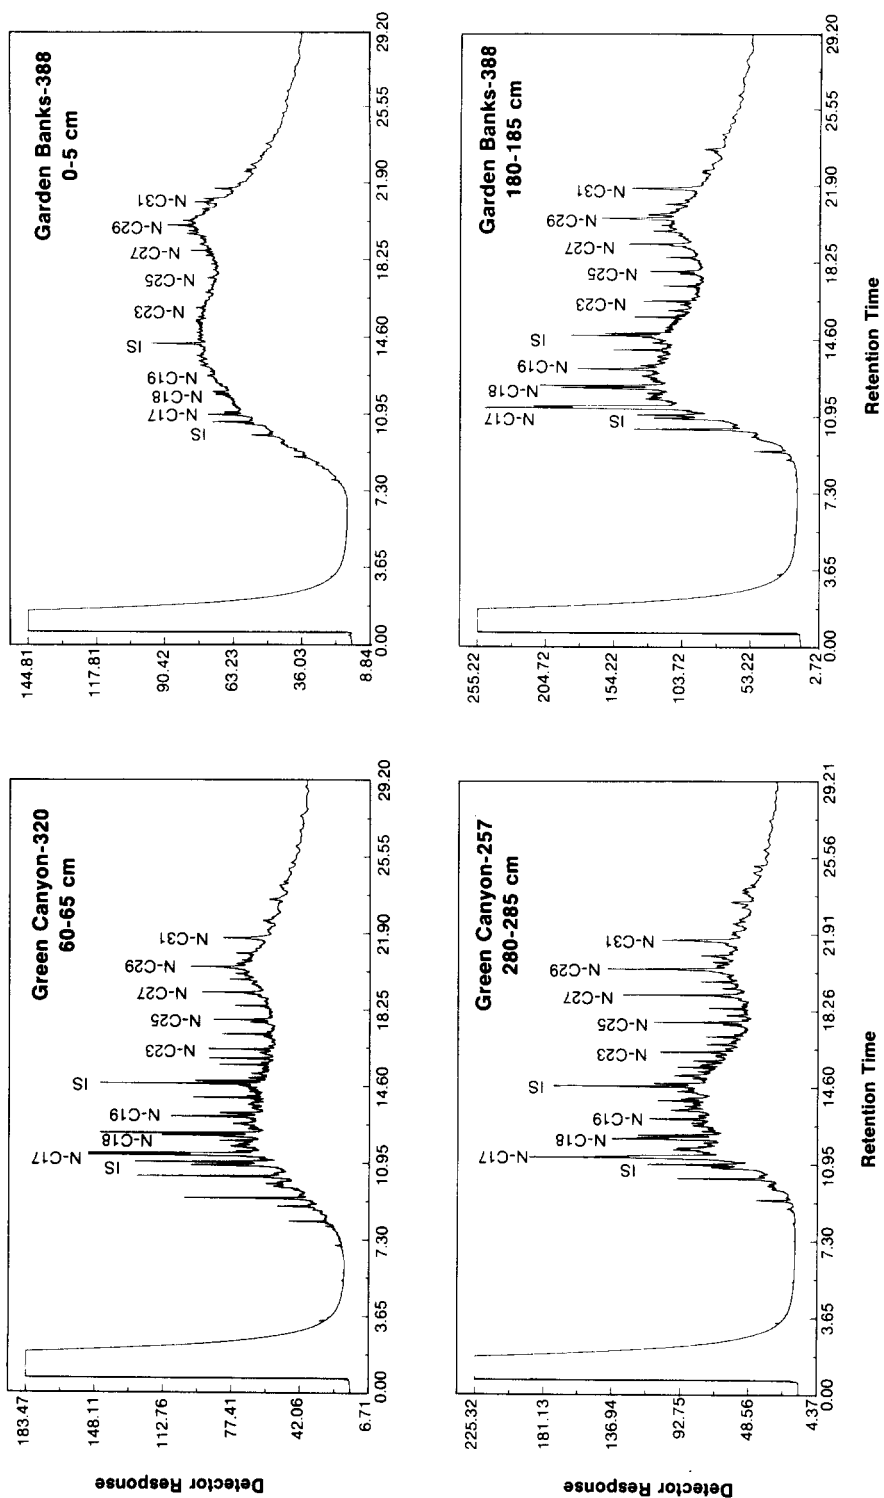 Green Canyon-320
60-65 cm
Detector Response
183.47
148.11
112.76
77.41
42.06
6.71
0.00
3.65
7.30
10.95
14.60
18.25
21.90
25.55
29.20
IS
N-C17
N-C18
N-C19
IS
N-C23
N-C25
N-C27
N-C29
N-C31
Garden Banks-388
0-5 cm
144.81
117.81
90.42
63.23
36.03
8.84
0.00
3.65
7.30
10.95
14.60
18.25
21.90
25.55
29.20
IS
N-C17
N-C18
N-C19
IS
N-C23
N-C25
N-C27
N-C29
N-C31
Green Canyon-257
280-285 cm
Detector Response
225.32
181.13
136.94
92.75
48.56
4.37
0.00
3.65
7.30
10.95
14.60
18.26
21.91
25.56
29.21
Retention Time
IS
N-C17
N-C18
N-C19
IS
N-C23
N-C25
N-C27
N-C29
N-C31
Garden Banks-388
180-185 cm
255.22
204.72
154.22
103.72
53.22
2.72
0.00
3.65
7.30
10.95
14.60
18.25
21.90
25.55
29.20
Retention Time
IS
N-C17
N-C18
N-C19
IS
N-C23
N-C25
N-C27
N-C29
N-C31